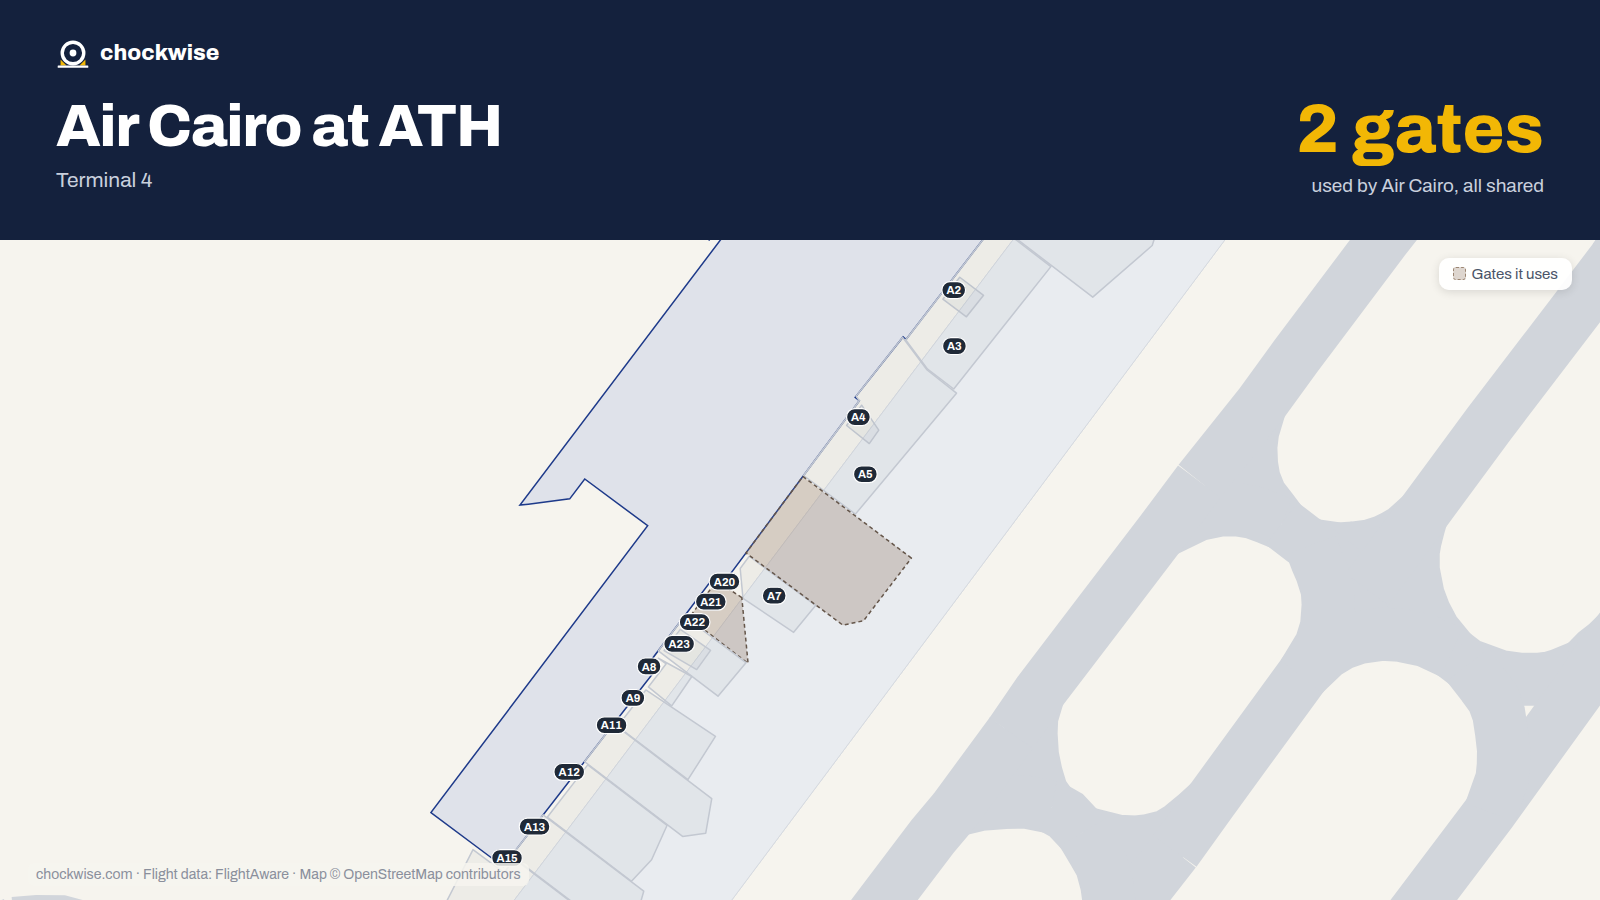 chockwise
Air Cairo at ATH
Terminal 4
2 gates
used by Air Cairo, all shared
Gates it uses
A2
A3
A4
A5
A20
A7
A21
A22
A23
A8
A9
A11
A12
A13
A15
chockwise.com · Flight data: FlightAware · Map © OpenStreetMap contributors